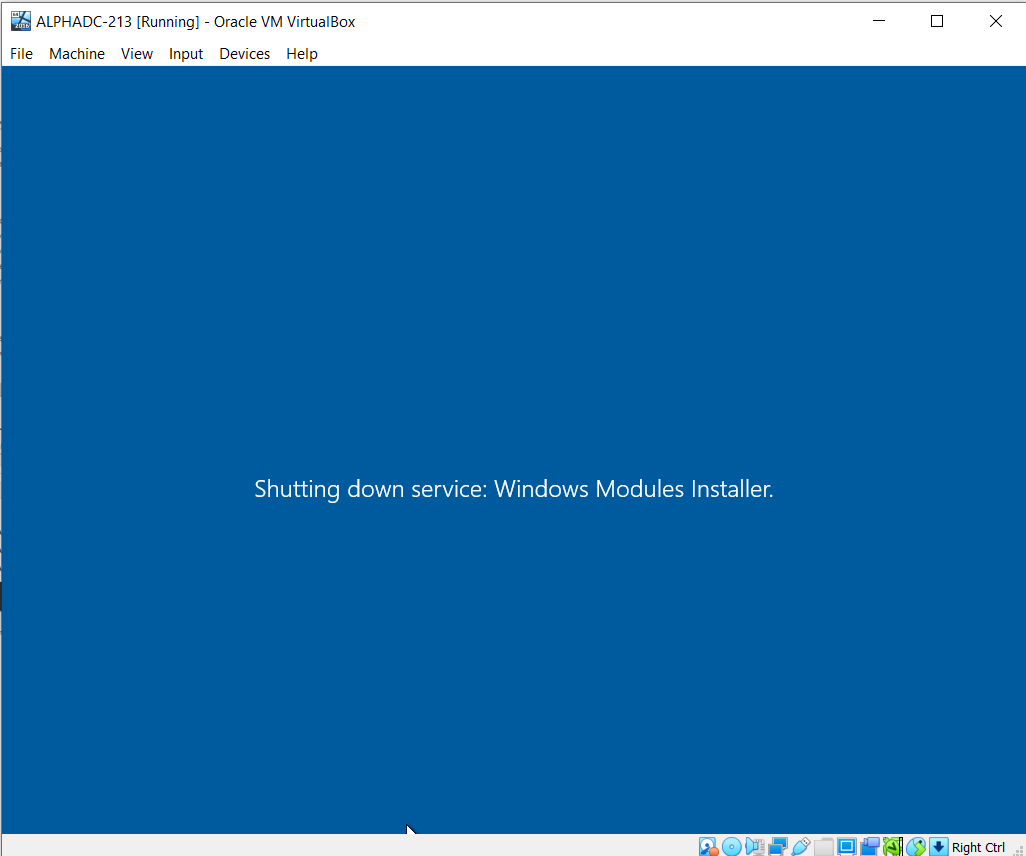 ALPHADC-213 [Running] - Oracle VM VirtualBox
File Machine View Input Devices Help
Shutting down service: Windows Modules Installer.
Right Ctrl